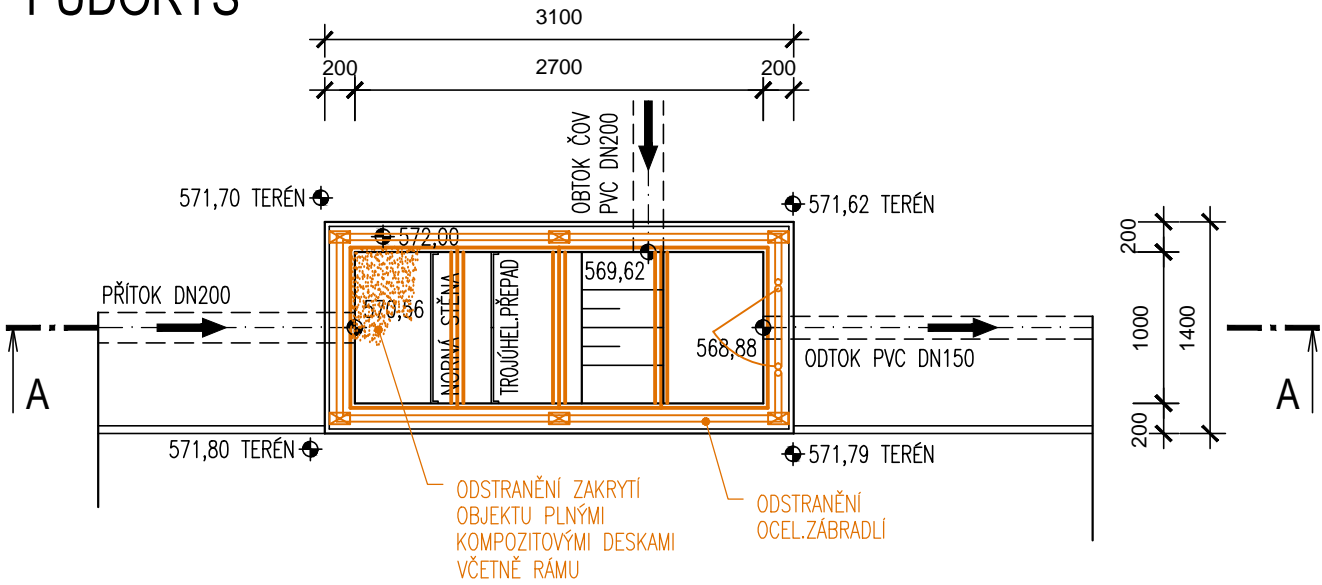 PŮDORYS
3100
200
2700
200
OBTOK ČOV
PVC DN200
571,70 TERÉN
571,62 TERÉN
572,00
200
PŘÍTOK DN200
570,56
NORNÁ STĚNA
TROJÚHEL.PŘEPAD
569,62
568,88
ODTOK PVC DN150
1000
1400
A
A
571,80 TERÉN
571,79 TERÉN
200
ODSTRANĚNÍ ZAKRYTÍ
OBJEKTU PLNÝMI
KOMPOZITOVÝMI DESKAMI
VČETNĚ RÁMU
ODSTRANĚNÍ
OCEL.ZÁBRADLÍ